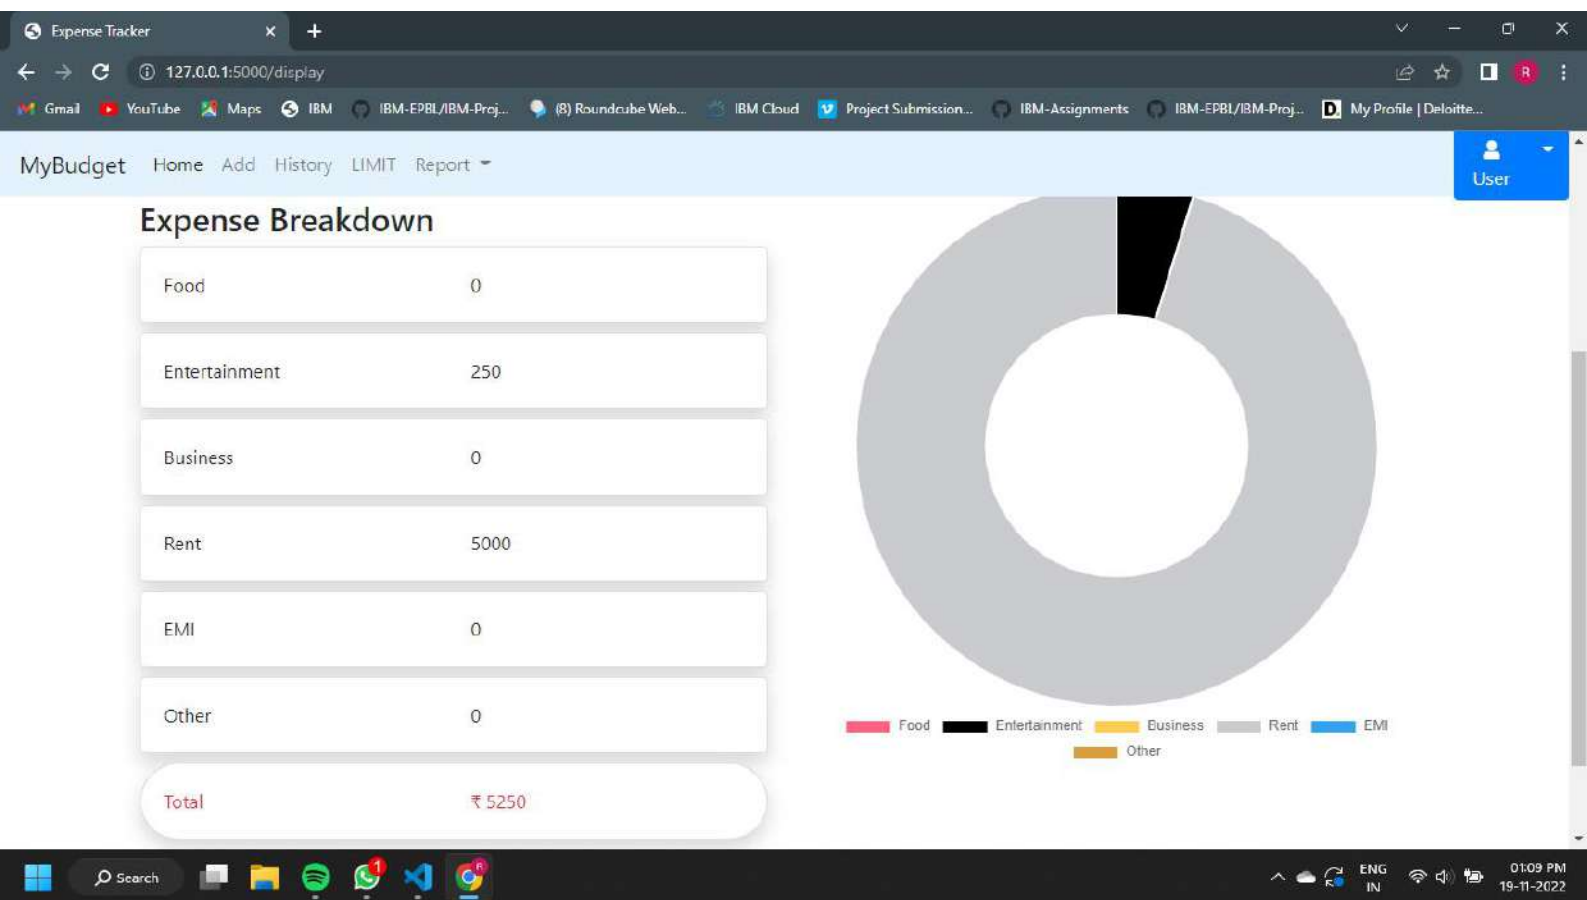 Expense Tracker
127.0.0.1:5000/display
R
Gmail YouTube Maps IBM IBM-EPBL/IBM-Proj... (8) Roundcube Web... IBM Cloud Project Submission... IBM-Assignments IBM-EPBL/IBM-Proj... D. My Profile | Deloitte...
MyBudget Home Add History LIMIT Report
User
Expense Breakdown
Food 0
Entertainment 250
Business 0
Rent 5000
EMI 0
Other 0
Total ₹ 5250
Food Entertainment Business Rent EMI
Other
Search
1
R
ENG
IN
01:09 PM
19-11-2022